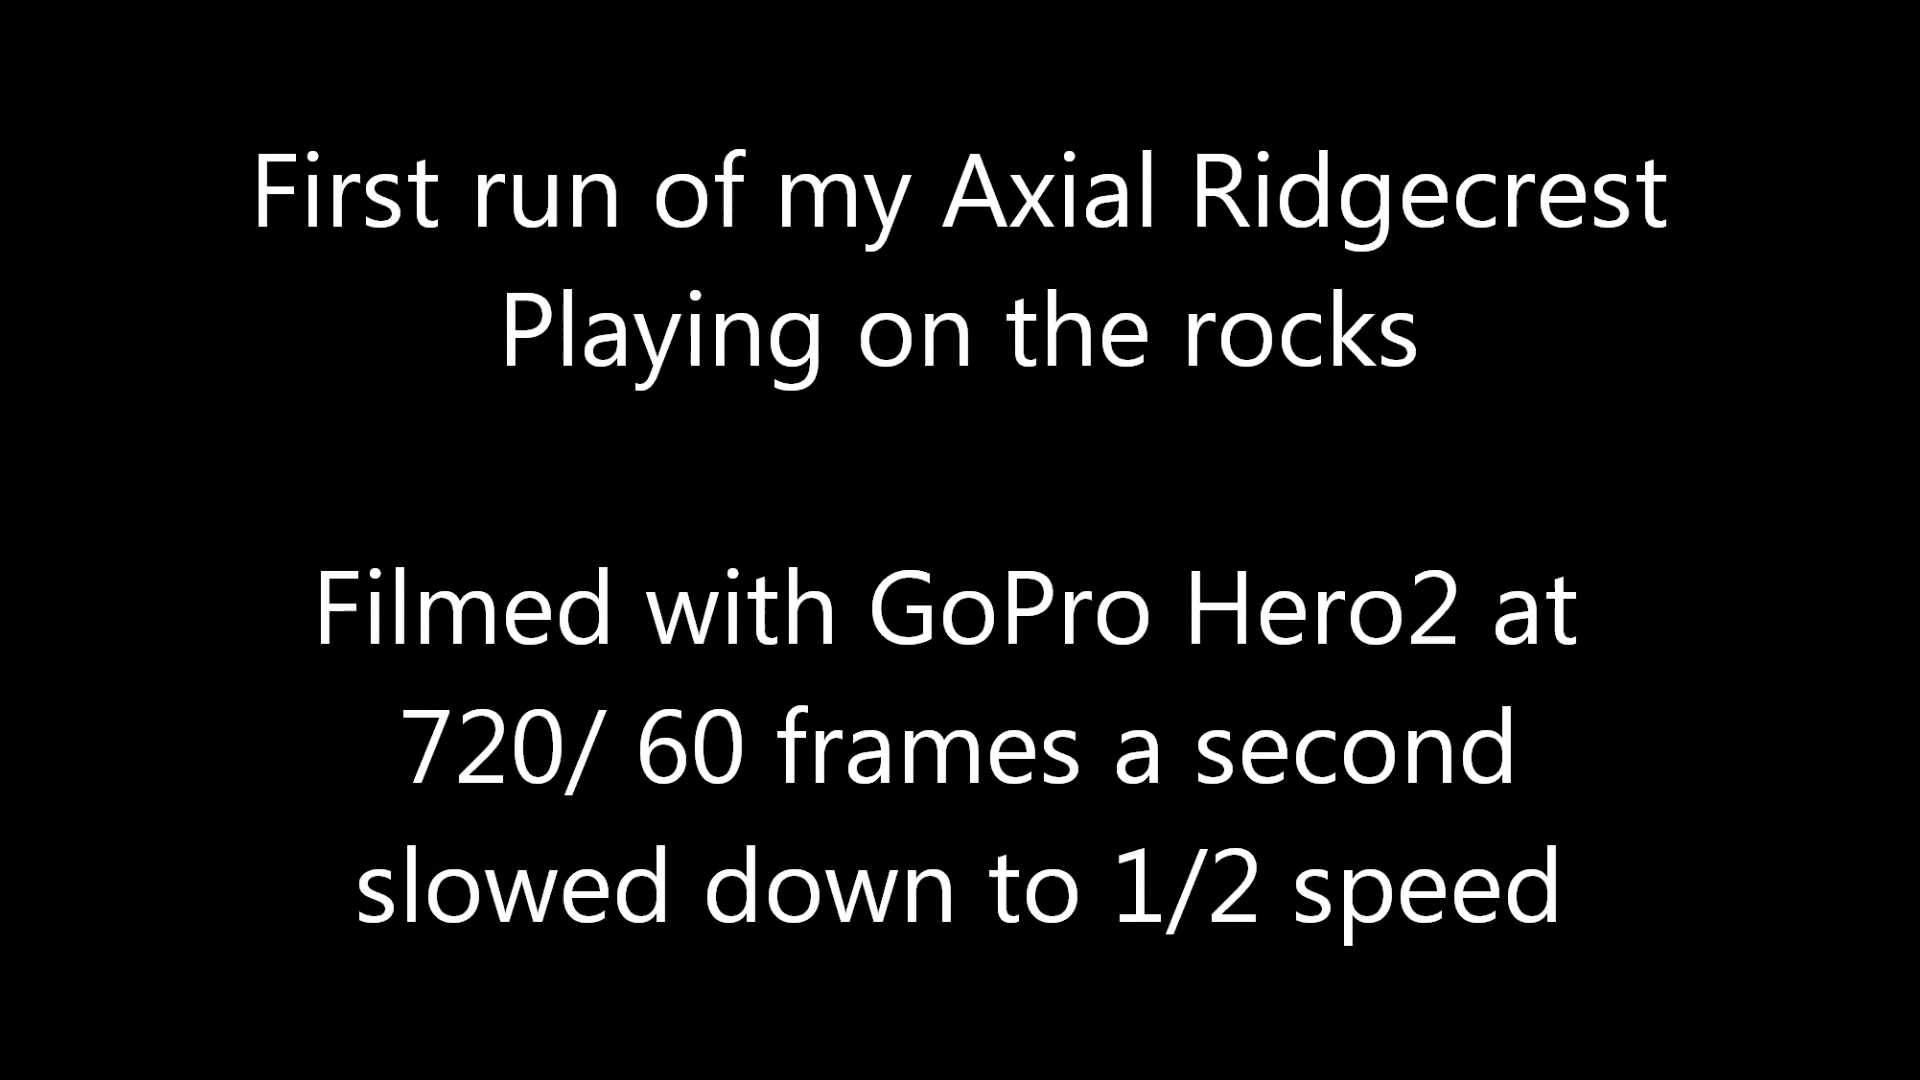 First run of my Axial Ridgecrest
Playing on the rocks
Filmed with GoPro Hero2 at
720/ 60 frames a second
slowed down to 1/2 speed